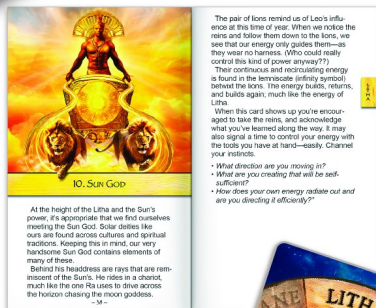 10. SUN GOD
At the height of the Litha and the Sun's
power, it's appropriate that we find ourselves
meeting the Sun God. Solar deities like
ours are found across cultures and spiritual
traditions. Keeping this in mind, our very
handsome Sun God contains elements of
many of these.
Behind his headdress are rays that are rem-
iniscent of the Sun's. He rides in a chariot,
much like the one Ra uses to drive across
the horizon chasing the moon goddess.
The pair of lions remind us of Leo's influ-
ence at this time of year. When we notice the
reins and follow them down to the lions, we
see that our energy only guides them—as
they wear no harness. (Who could really
control this kind of power anyway??)
Their continuous and recirculating energy
is found in the lemniscate (infinity symbol)
betwixt the lions. The energy builds, returns,
and builds again; much like the energy of
Litha.
When this card shows up you're encour-
aged to take the reins, and acknowledge
what you've learned along the way. It may
also signal a time to control your energy with
the tools you have at hand—easily. Channel
your instincts.
• What direction are you moving in?
• What are you creating that will be self-
sufficient?
• How does your own energy radiate out and
are you directing it efficiently?"
LITH